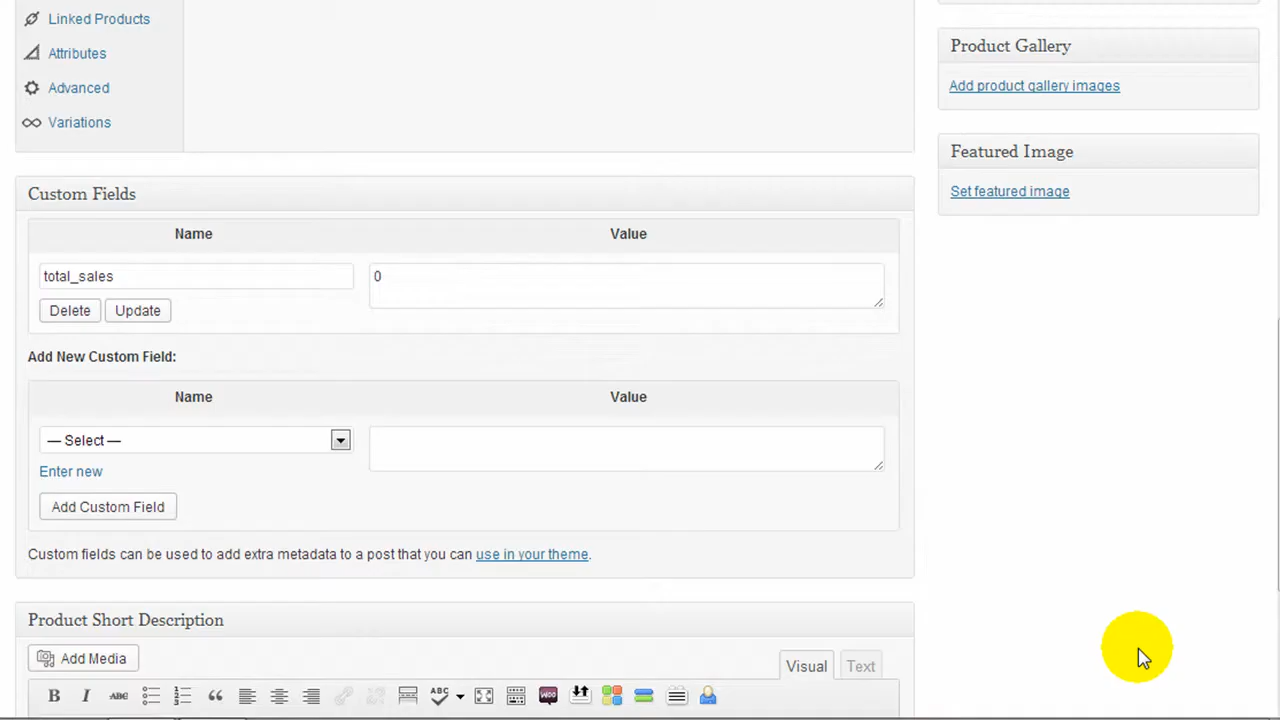 Linked Products
Attributes
Advanced
Variations
Product Gallery
Add product gallery images
Featured Image
Set featured image
Custom Fields
Name Value
total_sales 0
Delete Update
Add New Custom Field:
Name Value
— Select —
Enter new
Add Custom Field
Custom fields can be used to add extra metadata to a post that you can use in your theme.
Product Short Description
Add Media
Visual Text
B I ABC ABC